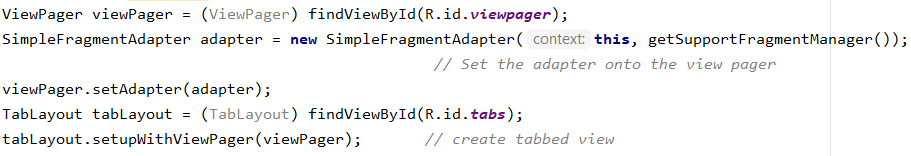 ViewPager viewPager = (ViewPager) findViewById(R.id.viewpager);
SimpleFragmentAdapter adapter = new SimpleFragmentAdapter( context: this, getSupportFragmentManager());
// Set the adapter onto the view pager
viewPager.setAdapter(adapter);
TabLayout tabLayout = (TabLayout) findViewById(R.id.tabs);
tabLayout.setupWithViewPager(viewPager); // create tabbed view